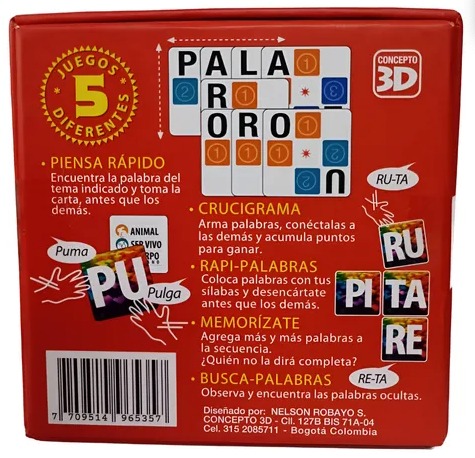 JUEGOS
5
DIFERENTES
PALA
R
ORO
U
1
2
3
CONCEPTO
3D
• PIENSA RÁPIDO
Encuentra la palabra del
tema indicado y toma la
carta, antes que los
demás.
ANIMAL
SER VIVO
Puma
PU
Pulga
• CRUCIGRAMA
Arma palabras, conéctalas a
las demás y acumula puntos
para ganar.
• RAPI-PALABRAS
Coloca palabras con tus
sílabas y desencártate
antes que los demás.
• MEMORÍZATE
Agrega más y más palabras a
la secuencia.
¿Quién no la dirá completa?
• BUSCA-PALABRAS
Observa y encuentra las palabras ocultas.
RU-TA
RU
PI TA
RE
RE-TA
7 709514 965357
Diseñado por: NELSON ROBAYO S.
CONCEPTO 3D - Cll. 127B BIS 71A-04
Cel. 315 2085711 - Bogotá Colombia